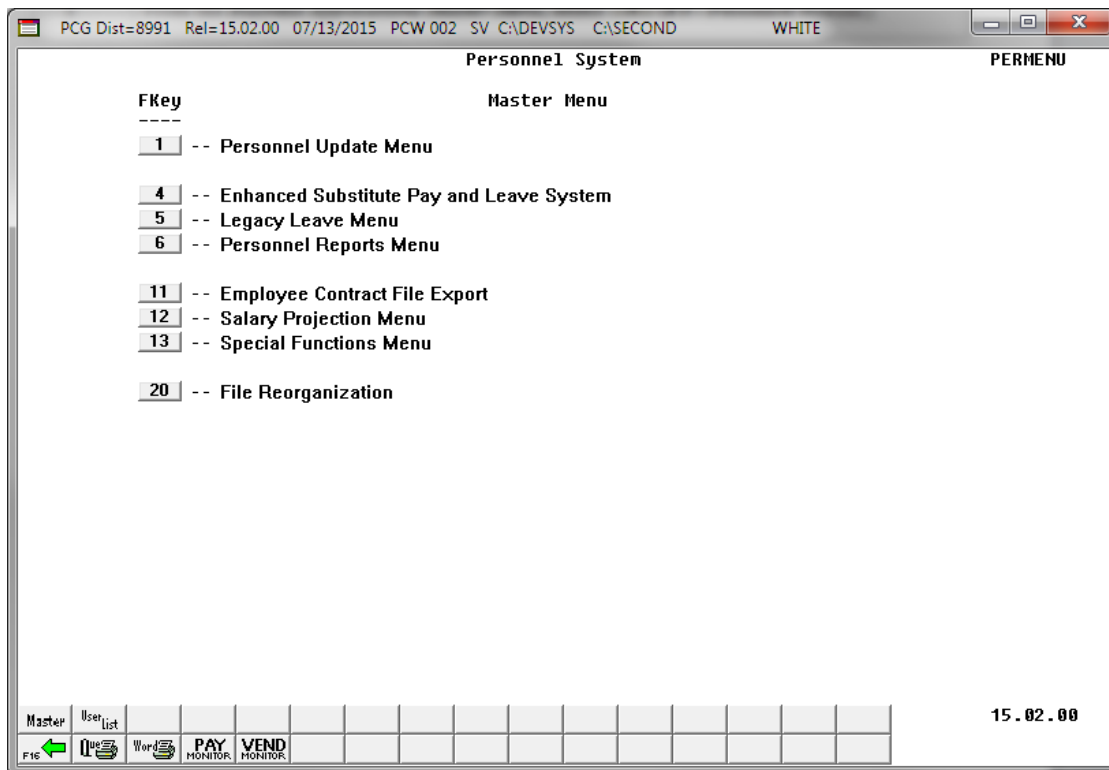 PCG Dist=8991 Rel=15.02.00 07/13/2015 PCW 002 SV C:\DEVSYS C:\SECOND WHITE
Personnel System PERMENU
FKey Master Menu
----
1 -- Personnel Update Menu
4 -- Enhanced Substitute Pay and Leave System
5 -- Legacy Leave Menu
6 -- Personnel Reports Menu
11 -- Employee Contract File Export
12 -- Salary Projection Menu
13 -- Special Functions Menu
20 -- File Reorganization
Master User List 15.02.00
F16 Que Word PAY MONITOR VEND MONITOR